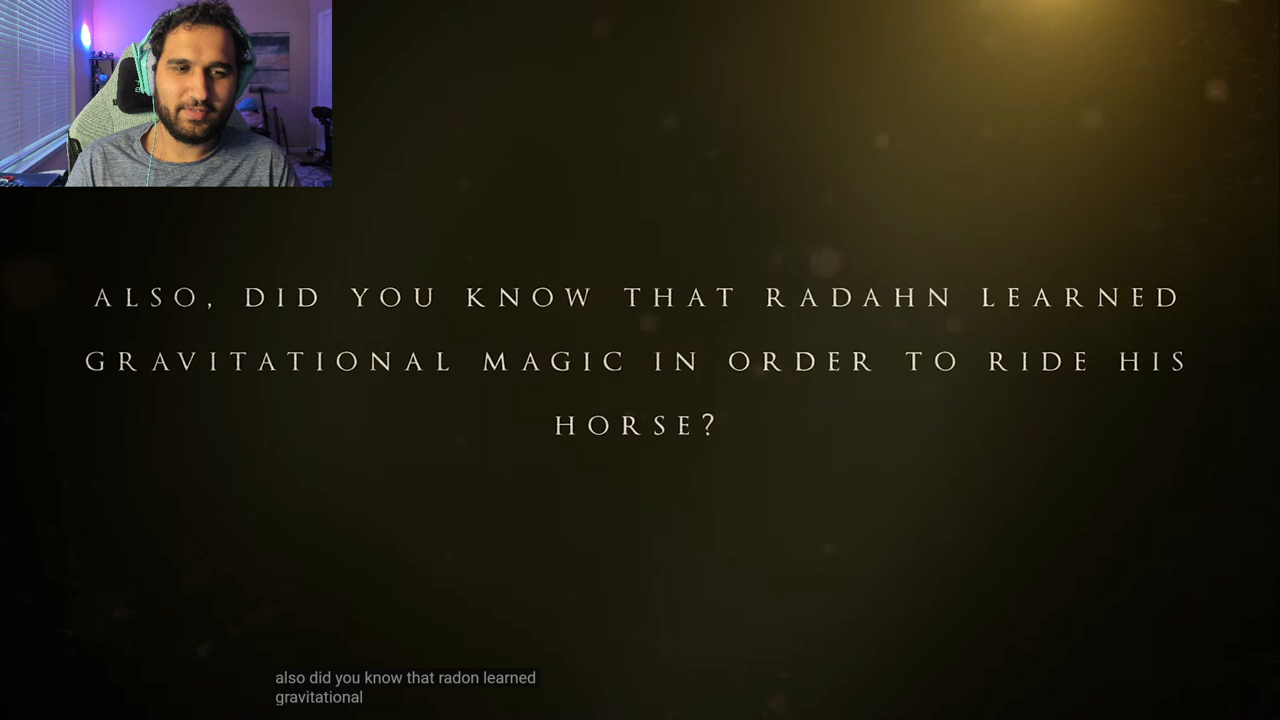 ALSO, DID YOU KNOW THAT RADAHN LEARNED
GRAVITATIONAL MAGIC IN ORDER TO RIDE HIS
HORSE?
also did you know that radon learned
gravitational